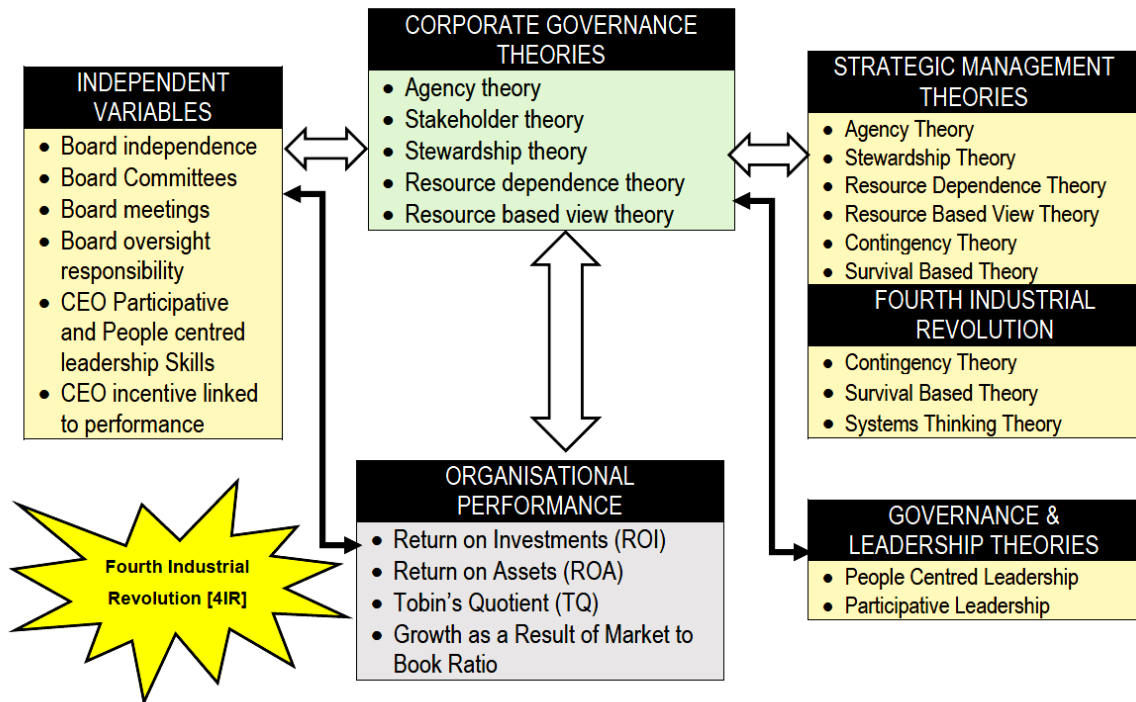 CORPORATE GOVERNANCE
THEORIES
• Agency theory
• Stakeholder theory
• Stewardship theory
• Resource dependence theory
• Resource based view theory
INDEPENDENT
VARIABLES
• Board independence
• Board Committees
• Board meetings
• Board oversight
responsibility
• CEO Participative
and People centred
leadership Skills
• CEO incentive linked
to performance
STRATEGIC MANAGEMENT
THEORIES
• Agency Theory
• Stewardship Theory
• Resource Dependence Theory
• Resource Based View Theory
• Contingency Theory
• Survival Based Theory
FOURTH INDUSTRIAL
REVOLUTION
• Contingency Theory
• Survival Based Theory
• Systems Thinking Theory
ORGANISATIONAL
PERFORMANCE
• Return on Investments (ROI)
• Return on Assets (ROA)
• Tobin's Quotient (TQ)
• Growth as a Result of Market to
Book Ratio
GOVERNANCE &
LEADERSHIP THEORIES
• People Centred Leadership
• Participative Leadership
Fourth Industrial
Revolution [4IR]